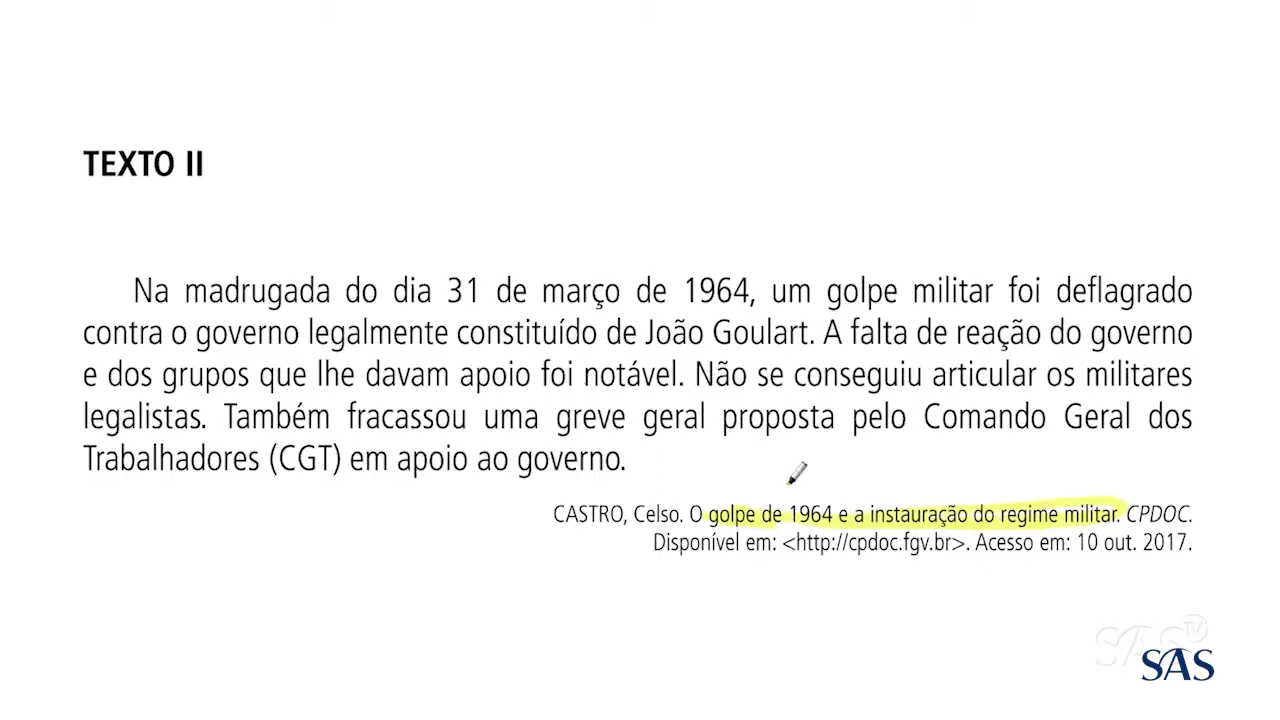 TEXTO II
Na madrugada do dia 31 de março de 1964, um golpe militar foi deflagrado
contra o governo legalmente constituído de João Goulart. A falta de reação do governo
e dos grupos que lhe davam apoio foi notável. Não se conseguiu articular os militares
legalistas. Também fracassou uma greve geral proposta pelo Comando Geral dos
Trabalhadores (CGT) em apoio ao governo.
CASTRO, Celso. O golpe de 1964 e a instauração do regime militar. CPDOC.
Disponível em: <http://cpdoc.fgv.br>. Acesso em: 10 out. 2017.
SAS TV
SAS